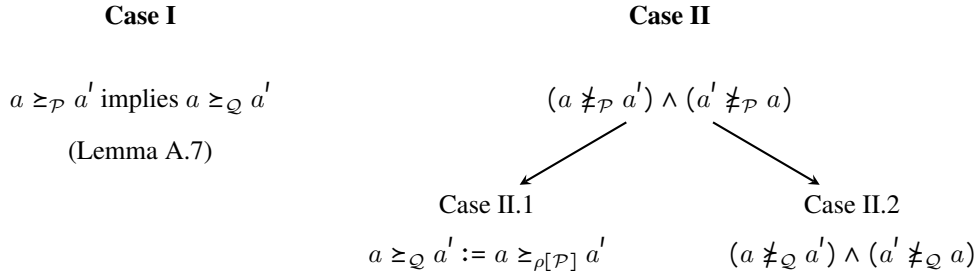 Case I
a ⪰_𝒫 a′ implies a ⪰_𝒬 a′
(Lemma A.7)
Case II
(a ⋡_𝒫 a′) ∧ (a′ ⋡_𝒫 a)
Case II.1
a ⪰_𝒬 a′ := a ⪰_ρ[𝒫] a′
Case II.2
(a ⋡_𝒬 a′) ∧ (a′ ⋡_𝒬 a)